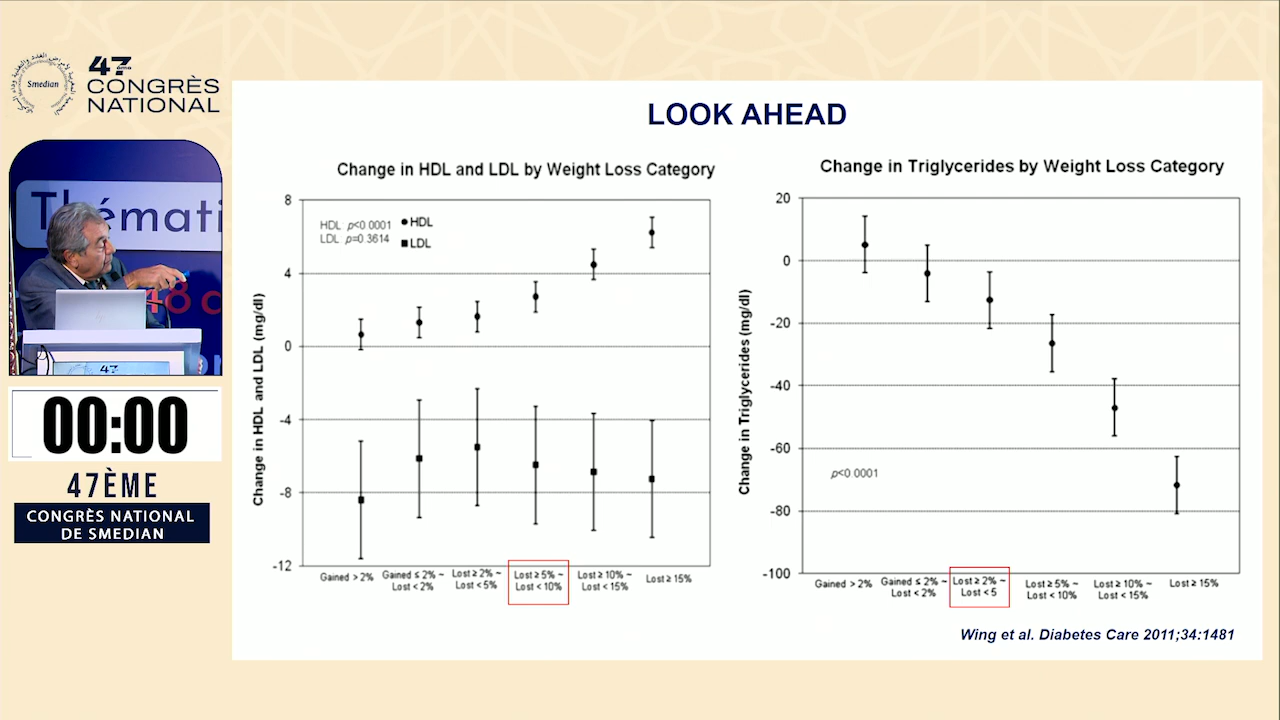 Smedian
47ème
CONGRÈS
NATIONAL
Thémati
48 c
47
00:00
47ÈME
CONGRÈS NATIONAL
DE SMEDIAN
LOOK AHEAD
Change in HDL and LDL by Weight Loss Category
HDL p<0.0001
LDL p=0.3614
HDL
LDL
Change in HDL and LDL (mg/dl)
8
4
0
-4
-8
-12
Gained > 2%
Gained ≤ 2% ~
Lost < 2%
Lost ≥ 2% ~
Lost < 5%
Lost ≥ 5% ~
Lost < 10%
Lost ≥ 10% ~
Lost < 15%
Lost ≥ 15%
Change in Triglycerides by Weight Loss Category
Change in Triglycerides (mg/dl)
20
0
-20
-40
-60
-80
-100
p<0.0001
Gained > 2%
Gained ≤ 2% ~
Lost < 2%
Lost ≥ 2% ~
Lost < 5
Lost ≥ 5% ~
Lost < 10%
Lost ≥ 10% ~
Lost < 15%
Lost ≥ 15%
Wing et al. Diabetes Care 2011;34:1481